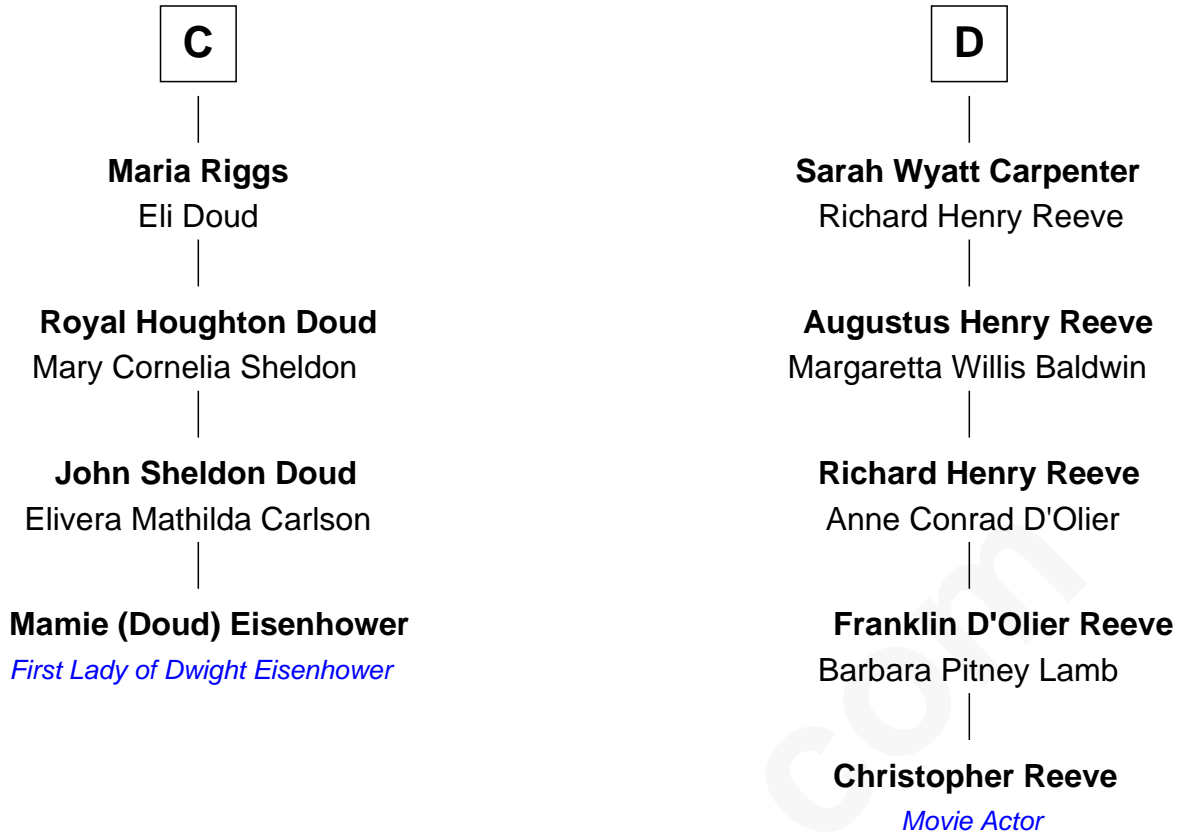 C
Maria Riggs
Eli Doud
Royal Houghton Doud
Mary Cornelia Sheldon
John Sheldon Doud
Elivera Mathilda Carlson
Mamie (Doud) Eisenhower
First Lady of Dwight Eisenhower
D
Sarah Wyatt Carpenter
Richard Henry Reeve
Augustus Henry Reeve
Margaretta Willis Baldwin
Richard Henry Reeve
Anne Conrad D'Olier
Franklin D'Olier Reeve
Barbara Pitney Lamb
Christopher Reeve
Movie Actor
com